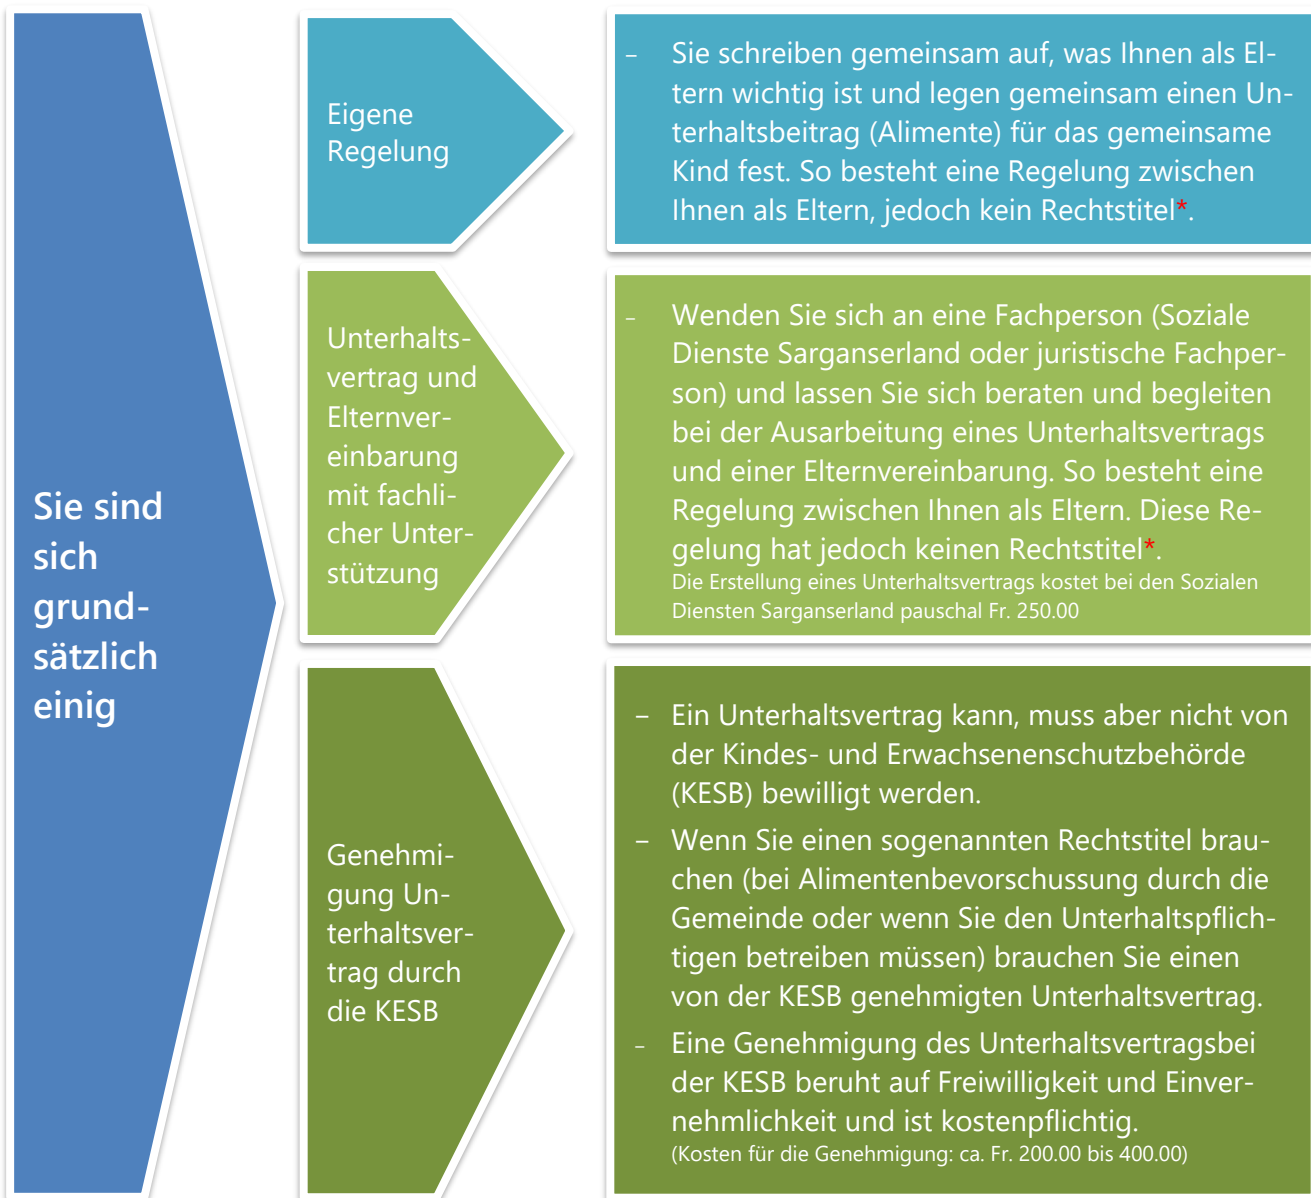 Sie sind
sich
grund-
sätzlich
einig
Eigene
Regelung
– Sie schreiben gemeinsam auf, was Ihnen als El-
tern wichtig ist und legen gemeinsam einen Un-
terhaltsbeitrag (Alimente) für das gemeinsame
Kind fest. So besteht eine Regelung zwischen
Ihnen als Eltern, jedoch kein Rechtstitel*.
Unterhalts-
vertrag und
Elternver-
einbarung
mit fachli-
cher Unter-
stützung
– Wenden Sie sich an eine Fachperson (Soziale
Dienste Sarganserland oder juristische Fachper-
son) und lassen Sie sich beraten und begleiten
bei der Ausarbeitung eines Unterhaltsvertrags
und einer Elternvereinbarung. So besteht eine
Regelung zwischen Ihnen als Eltern. Diese Re-
gelung hat jedoch keinen Rechtstitel*.
Die Erstellung eines Unterhaltsvertrags kostet bei den Sozialen
Diensten Sarganserland pauschal Fr. 250.00
Genehmi-
gung Un-
terhaltsver-
trag durch
die KESB
– Ein Unterhaltsvertrag kann, muss aber nicht von
der Kindes- und Erwachsenenschutzbehörde
(KESB) bewilligt werden.
– Wenn Sie einen sogenannten Rechtstitel brau-
chen (bei Alimentenbevorschussung durch die
Gemeinde oder wenn Sie den Unterhaltspflich-
tigen betreiben müssen) brauchen Sie einen
von der KESB genehmigten Unterhaltsvertrag.
– Eine Genehmigung des Unterhaltsvertragsbei
der KESB beruht auf Freiwilligkeit und Einver-
nehmlichkeit und ist kostenpflichtig.
(Kosten für die Genehmigung: ca. Fr. 200.00 bis 400.00)